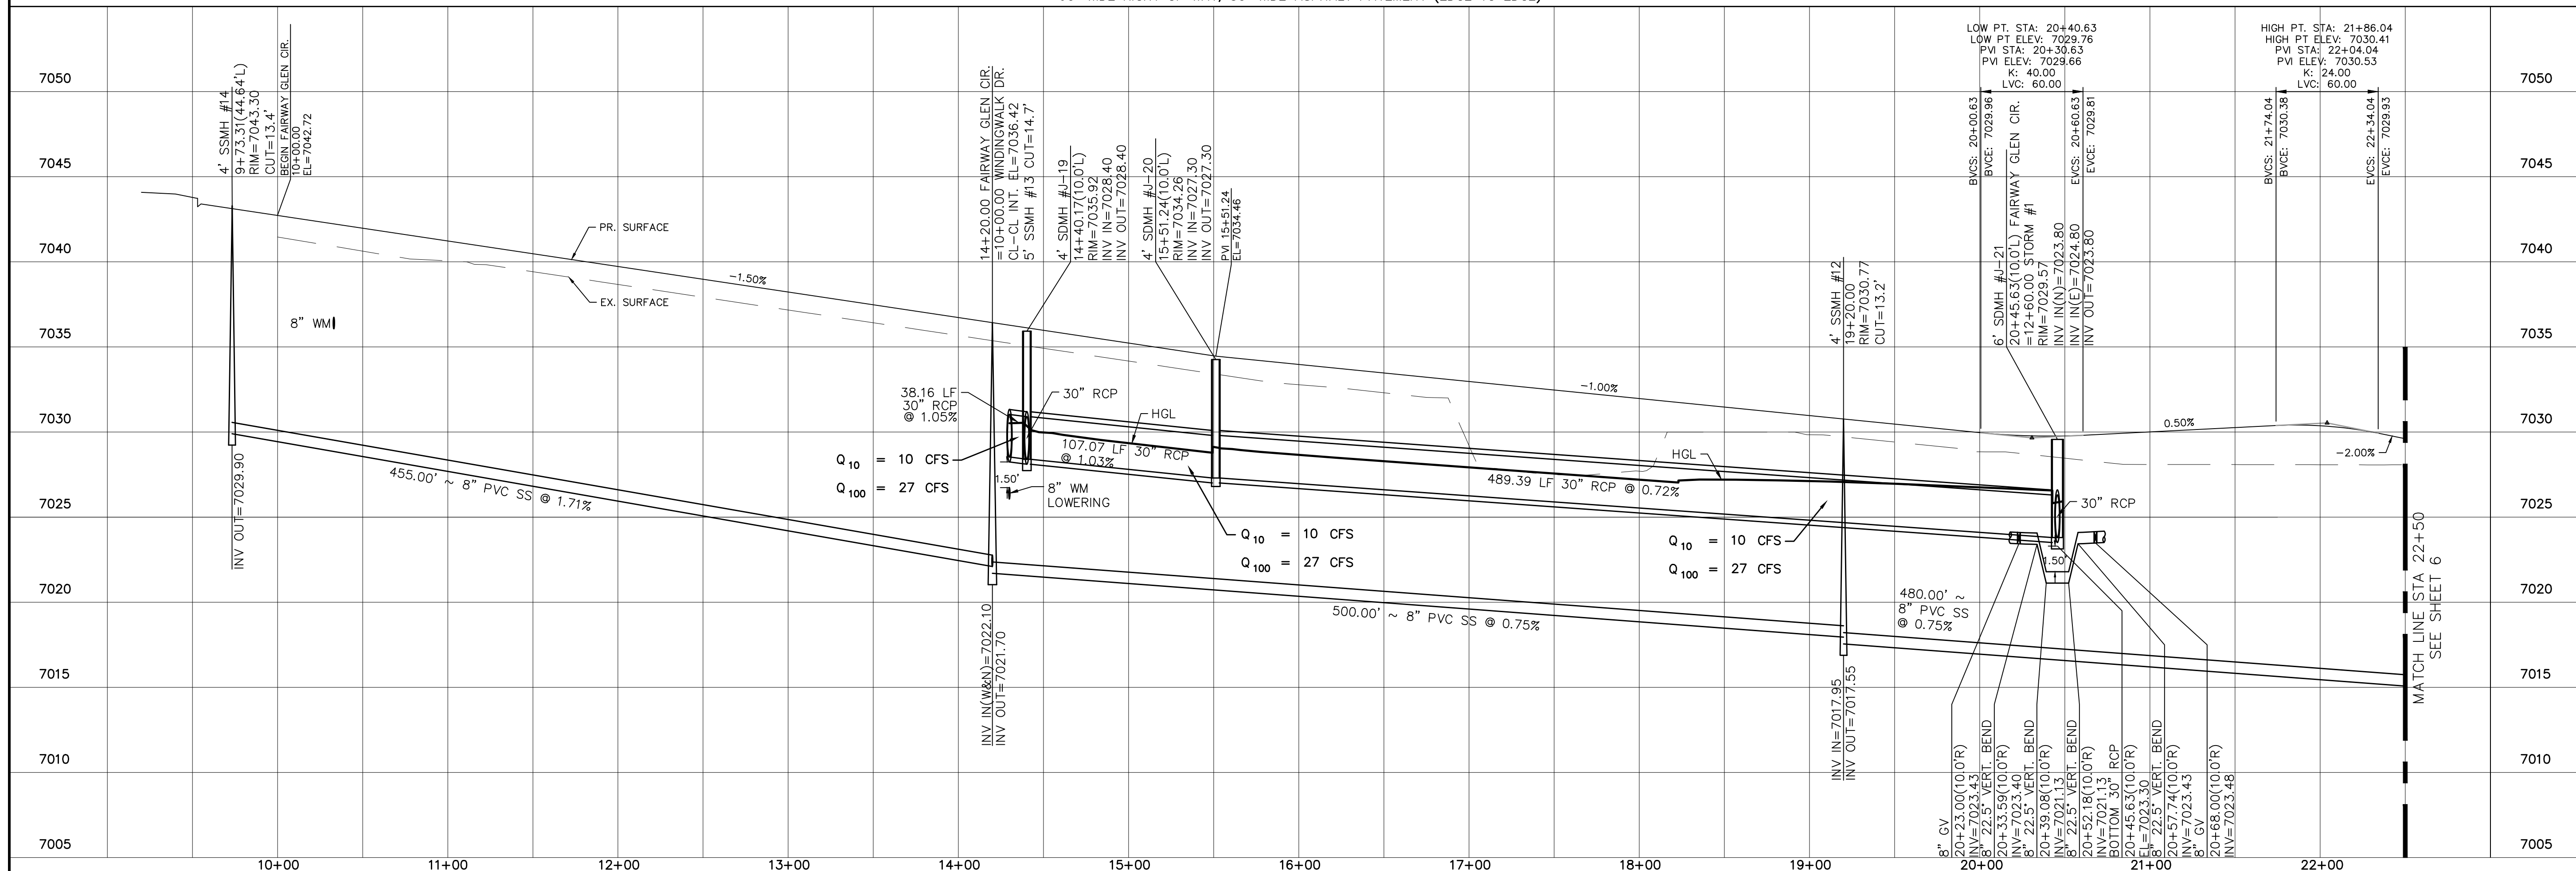 7050
7045
7040
7035
7030
7025
7020
7015
7010
7005
4' SSMH #14
9+73.31(44.64'L)
RIM=7043.30
CUT=13.4'
BEGIN FAIRWAY GLEN CIR.
10+00.00
EL=7042.72
8" WM
INV OUT=7029.90
455.00' ~ 8" PVC SS @ 1.71%
PR. SURFACE
EX. SURFACE
-1.50%
14+20.00 FAIRWAY GLEN CIR.
=10+00.00 WINDINGWALK DR.
CL-CL INT. EL=7036.42
5' SSMH #13 CUT=14.7'
4' SDMH #J-19
14+40.17(10.0'L)
RIM=7035.92
INV IN=7028.40
INV OUT=7028.40
4' SDMH #J-20
15+51.24(10.0'L)
RIM=7034.26
INV IN=7027.30
INV OUT=7027.30
PVI 15+51.24
EL=7034.46
38.16 LF
30" RCP
@ 1.05%
30" RCP
HGL
107.07 LF 30" RCP
@ 1.03%
Q10 = 10 CFS
Q100 = 27 CFS
1.50'
8" WM
LOWERING
INV IN(W&N)=7022.10
INV OUT=7021.70
Q10 = 10 CFS
Q100 = 27 CFS
489.39 LF 30" RCP @ 0.72%
500.00' ~ 8" PVC SS @ 0.75%
-1.00%
HGL
Q10 = 10 CFS
Q100 = 27 CFS
4' SSMH #12
19+20.00
RIM=7030.77
CUT=13.2'
INV IN=7017.95
INV OUT=7017.55
480.00' ~
8" PVC SS
@ 0.75%
LOW PT. STA: 20+40.63
LOW PT ELEV: 7029.76
PVI STA: 20+30.63
PVI ELEV: 7029.66
K: 40.00
LVC: 60.00
BVCS: 20+00.63
BVCE: 7029.96
EVCS: 20+60.63
EVCE: 7029.81
6' SDMH #J-21
20+45.63(10.0'L) FAIRWAY GLEN CIR.
=12+60.00 STORM #1
RIM=7029.57
INV IN(N)=7023.80
INV IN(E)=7024.80
INV OUT=7023.80
30" RCP
1.50'
HIGH PT. STA: 21+86.04
HIGH PT ELEV: 7030.41
PVI STA: 22+04.04
PVI ELEV: 7030.53
K: 24.00
LVC: 60.00
BVCS: 21+74.04
BVCE: 7030.38
EVCS: 22+34.04
EVCE: 7029.93
0.50%
-2.00%
8" GV
20+23.00(10.0'R)
INV=7023.43
8" 22.5° VERT. BEND
20+33.59(10.0'R)
INV=7023.40
8" 22.5° VERT. BEND
20+39.08(10.0'R)
INV=7021.13
8" 22.5° VERT. BEND
20+52.18(10.0'R)
INV=7021.13
BOTTOM 30" RCP
20+45.63(10.0'R)
EL=7023.30
8" 22.5° VERT. BEND
20+57.74(10.0'R)
INV=7023.43
8" GV
20+68.00(10.0'R)
INV=7023.48
MATCH LINE STA 22+50
SEE SHEET 6
7050
7045
7040
7035
7030
7025
7020
7015
7010
7005
10+00
11+00
12+00
13+00
14+00
15+00
16+00
17+00
18+00
19+00
20+00
21+00
22+00